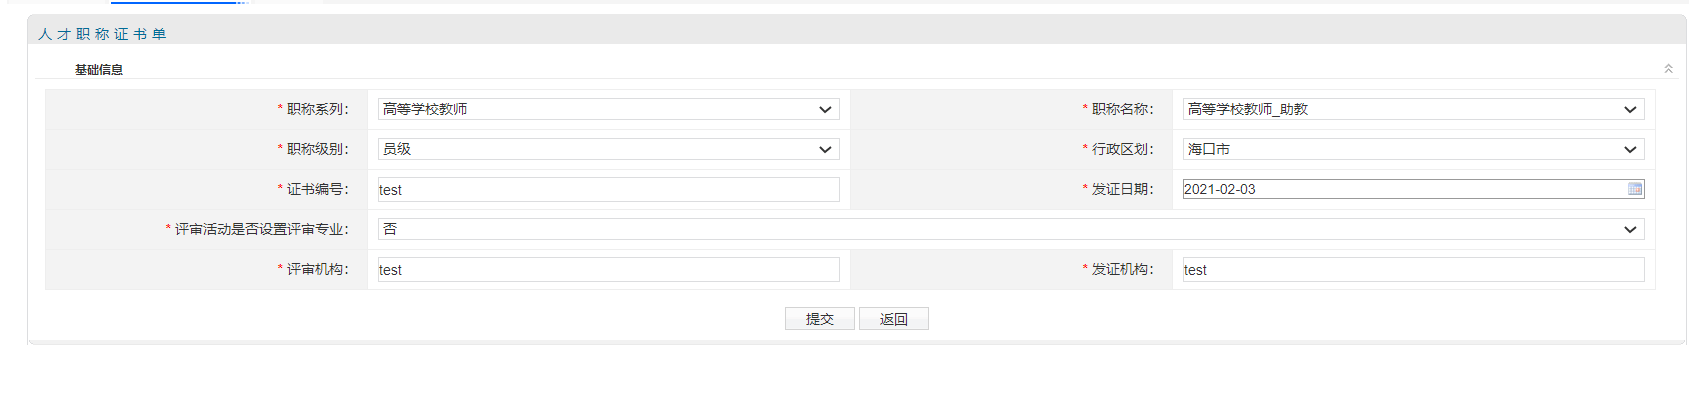 人才职称证书单
基础信息
* 职称系列： 高等学校教师 * 职称名称： 高等学校教师_助教
* 职称级别： 员级 * 行政区划： 海口市
* 证书编号： test * 发证日期： 2021-02-03
* 评审活动是否设置评审专业： 否
* 评审机构： test * 发证机构： test
提交 返回